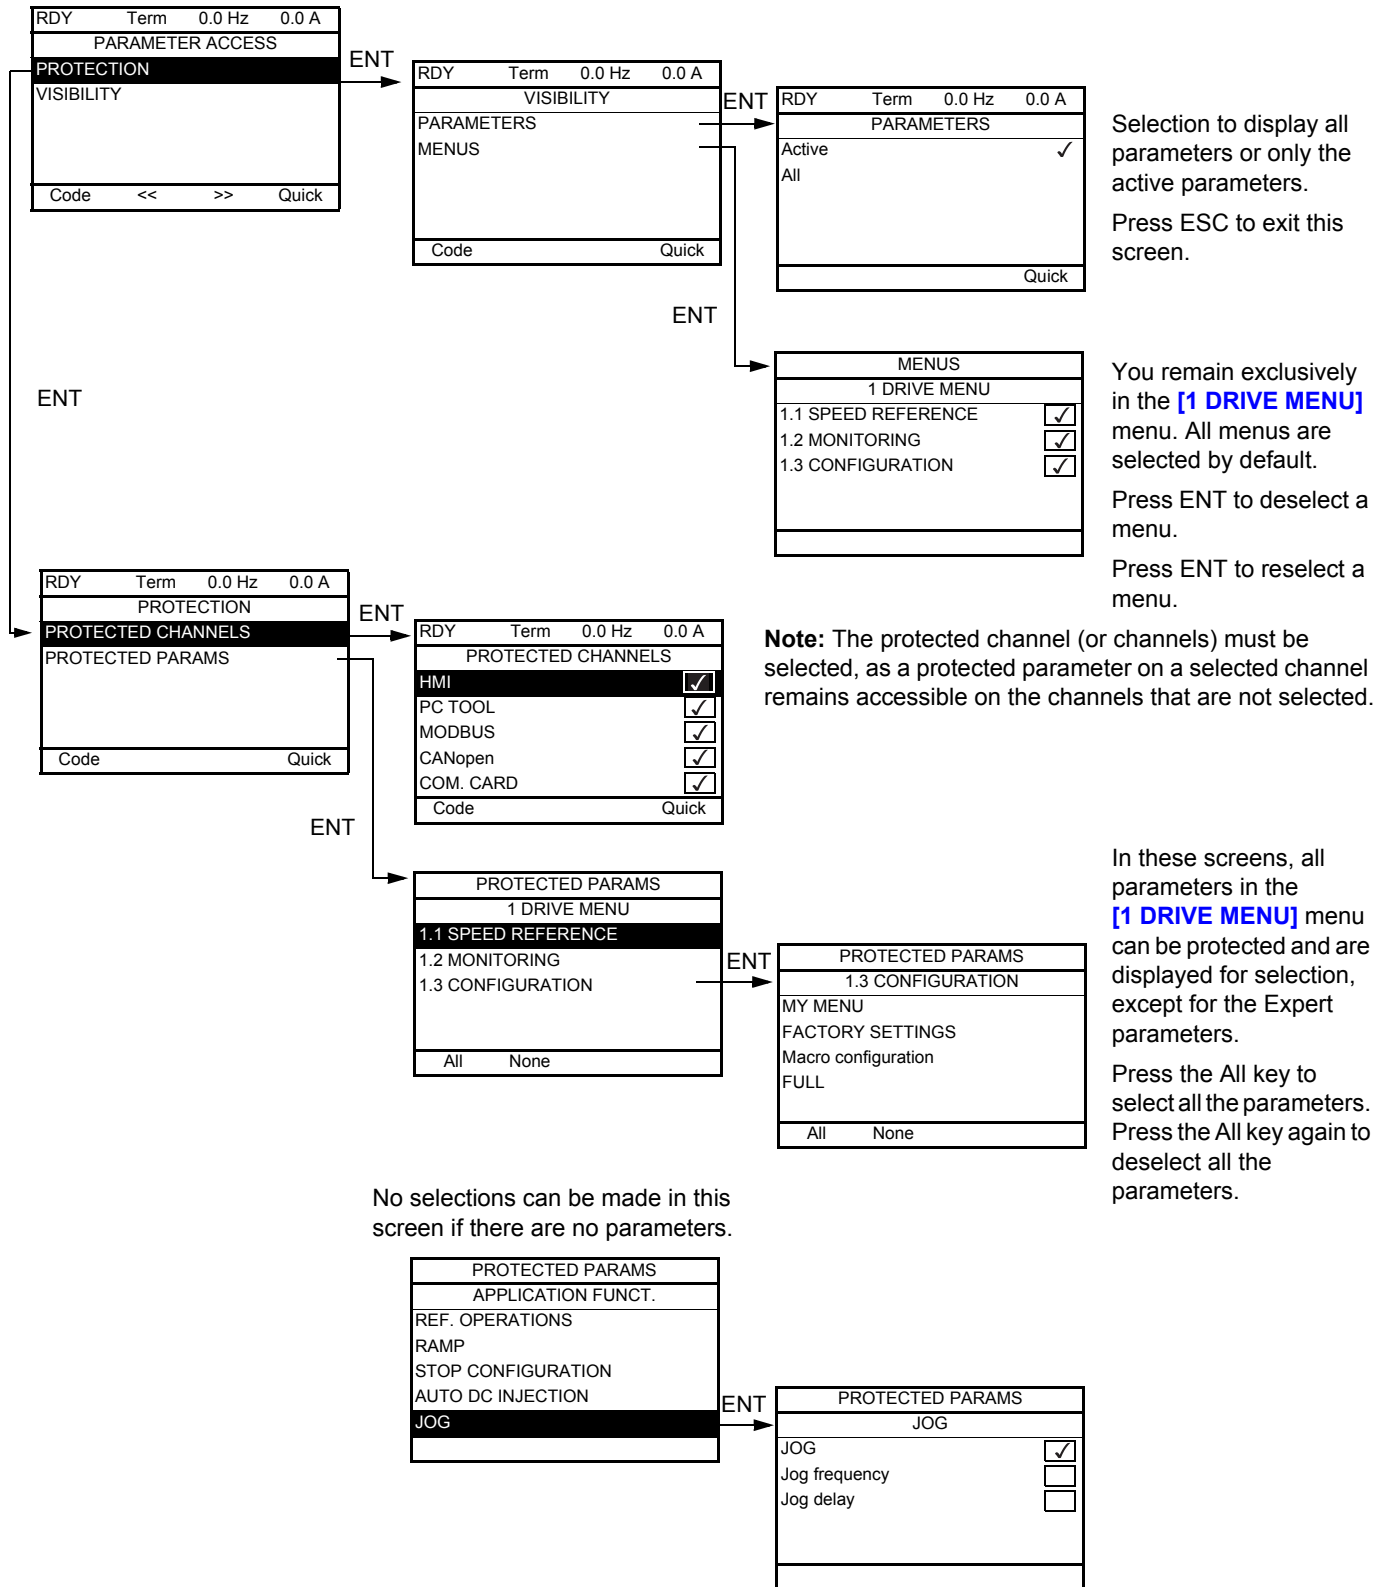 RDY Term 0.0 Hz 0.0 A
PARAMETER ACCESS
PROTECTION
VISIBILITY
Code << >> Quick
ENT
RDY Term 0.0 Hz 0.0 A
VISIBILITY
PARAMETERS
MENUS
Code Quick
ENT
RDY Term 0.0 Hz 0.0 A
PARAMETERS
Active ✓
All
Quick
Selection to display all
parameters or only the
active parameters.
Press ESC to exit this
screen.
ENT
MENUS
1 DRIVE MENU
1.1 SPEED REFERENCE ✓
1.2 MONITORING ✓
1.3 CONFIGURATION ✓
You remain exclusively
in the [1 DRIVE MENU]
menu. All menus are
selected by default.
Press ENT to deselect a
menu.
Press ENT to reselect a
menu.
ENT
RDY Term 0.0 Hz 0.0 A
PROTECTION
PROTECTED CHANNELS
PROTECTED PARAMS
Code Quick
ENT
RDY Term 0.0 Hz 0.0 A
PROTECTED CHANNELS
HMI ✓
PC TOOL ✓
MODBUS ✓
CANopen ✓
COM. CARD ✓
Code Quick
Note: The protected channel (or channels) must be
selected, as a protected parameter on a selected channel
remains accessible on the channels that are not selected.
ENT
PROTECTED PARAMS
1 DRIVE MENU
1.1 SPEED REFERENCE
1.2 MONITORING
1.3 CONFIGURATION
All None
ENT
PROTECTED PARAMS
1.3 CONFIGURATION
MY MENU
FACTORY SETTINGS
Macro configuration
FULL
All None
In these screens, all
parameters in the
[1 DRIVE MENU] menu
can be protected and are
displayed for selection,
except for the Expert
parameters.
Press the All key to
select all the parameters.
Press the All key again to
deselect all the
parameters.
No selections can be made in this
screen if there are no parameters.
PROTECTED PARAMS
APPLICATION FUNCT.
REF. OPERATIONS
RAMP
STOP CONFIGURATION
AUTO DC INJECTION
JOG
ENT
PROTECTED PARAMS
JOG
JOG ✓
Jog frequency
Jog delay